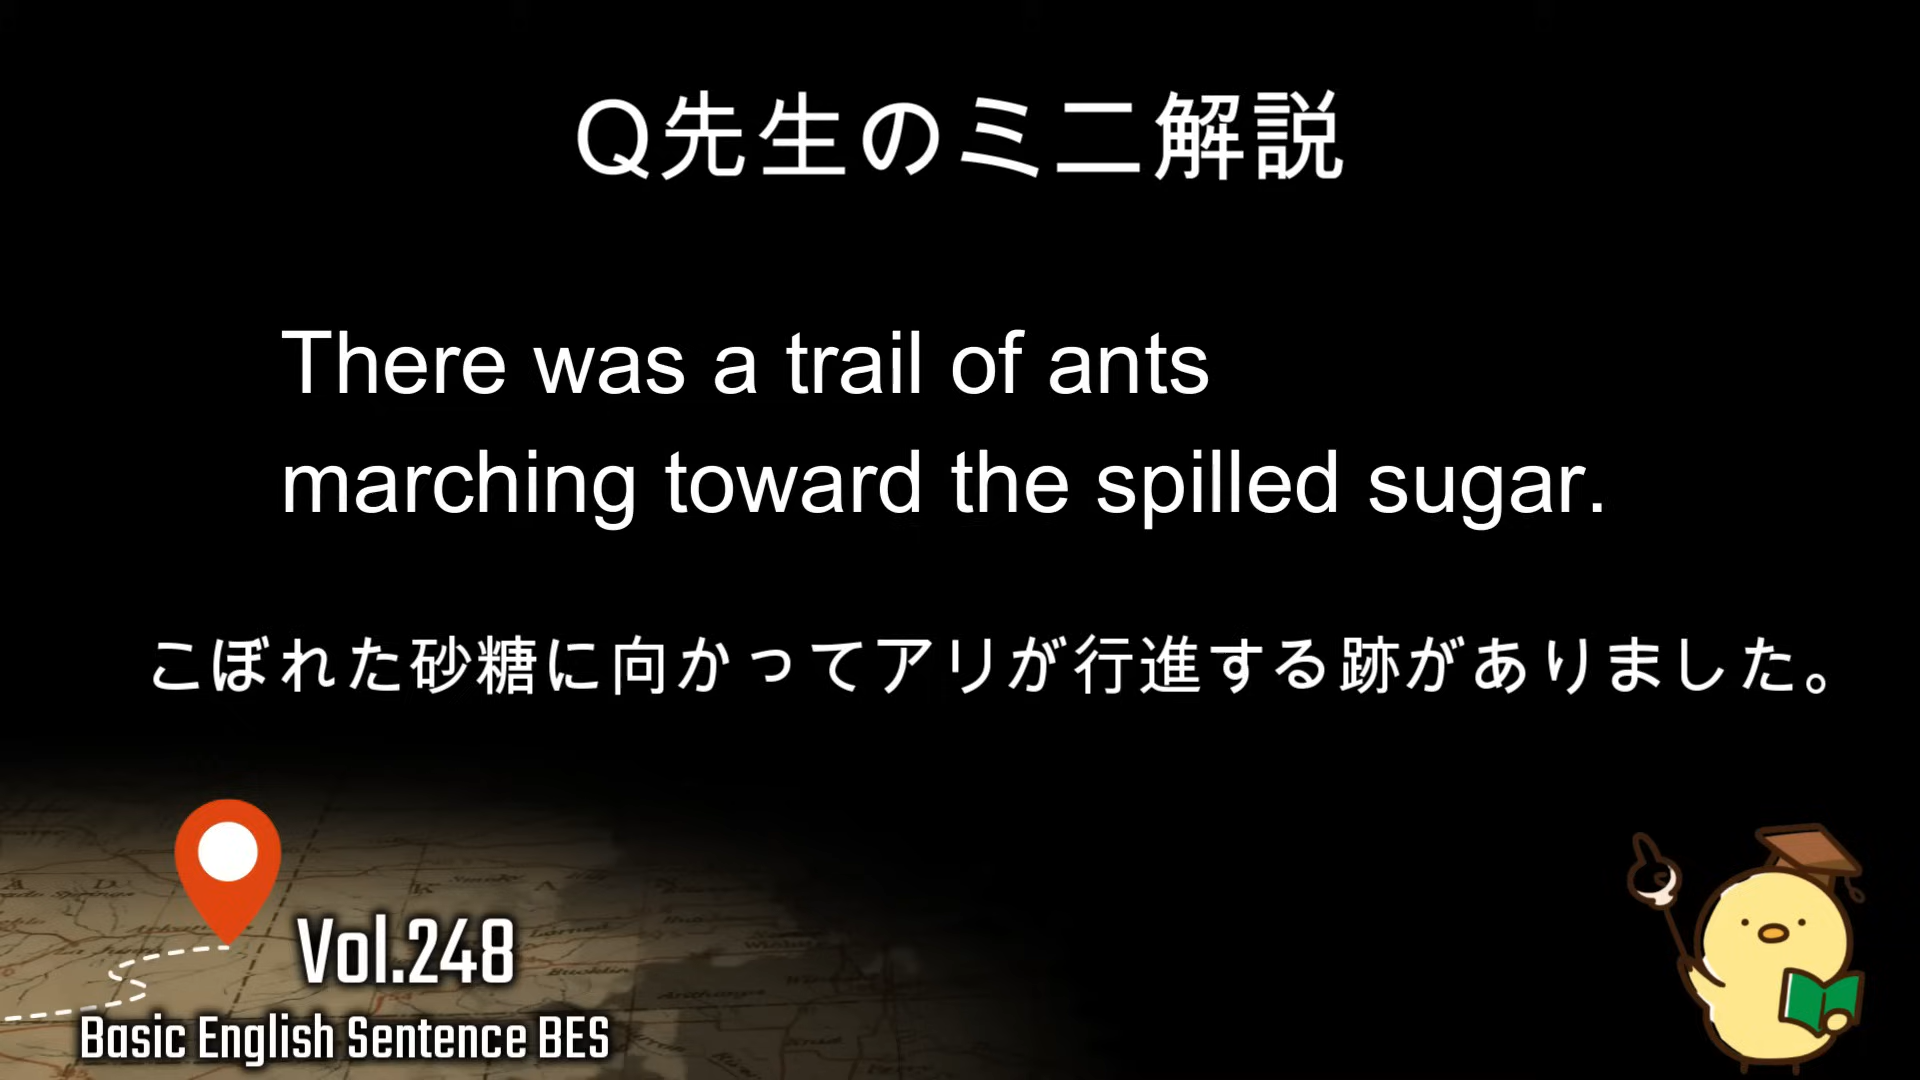 Q先生のミニ解説
There was a trail of ants
marching toward the spilled sugar.
こぼれた砂糖に向かってアリが行進する跡がありました。
Vol.248
Basic English Sentence BES